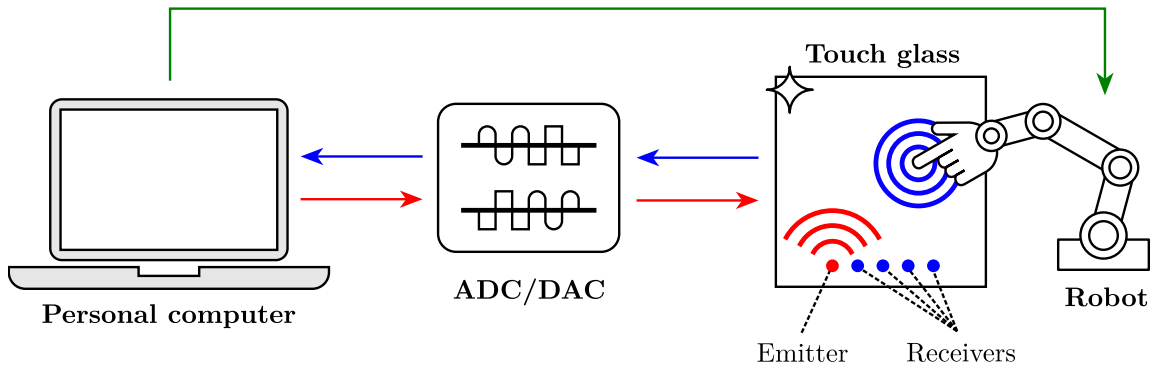 Touch glass
ADC/DAC
Personal computer
Robot
Emitter
Receivers